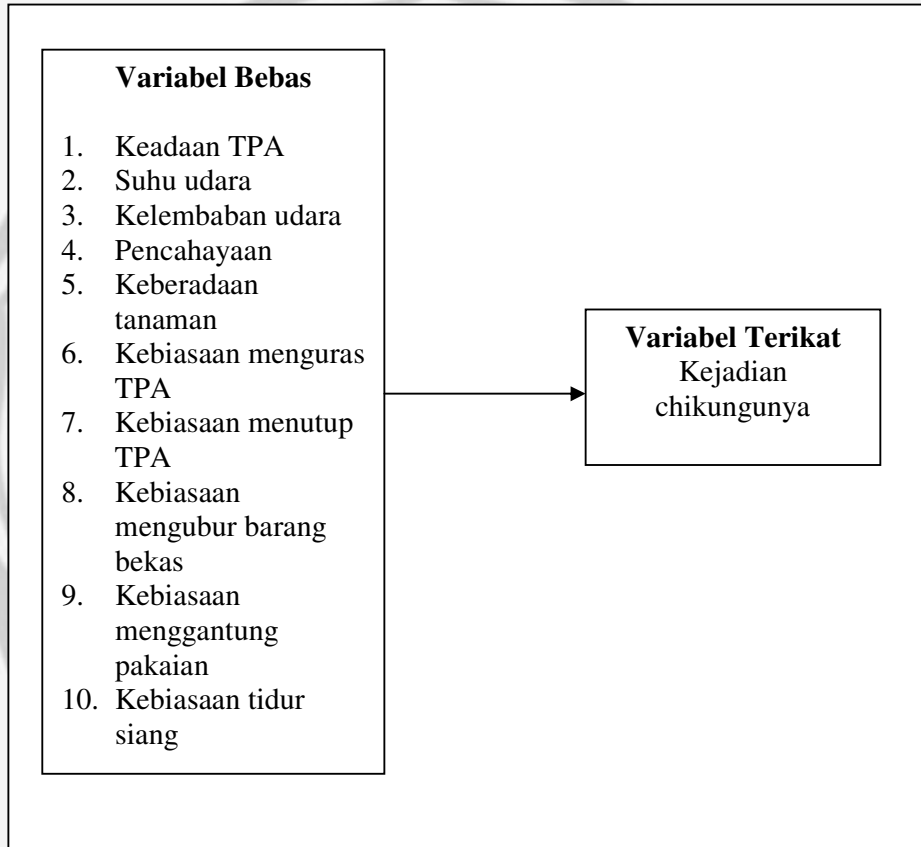 Variabel Bebas
1. Keadaan TPA
2. Suhu udara
3. Kelembaban udara
4. Pencahayaan
5. Keberadaan
tanaman
6. Kebiasaan menguras
TPA
7. Kebiasaan menutup
TPA
8. Kebiasaan
mengubur barang
bekas
9. Kebiasaan
menggantung
pakaian
10. Kebiasaan tidur
siang
Variabel Terikat
Kejadian
chikungunya